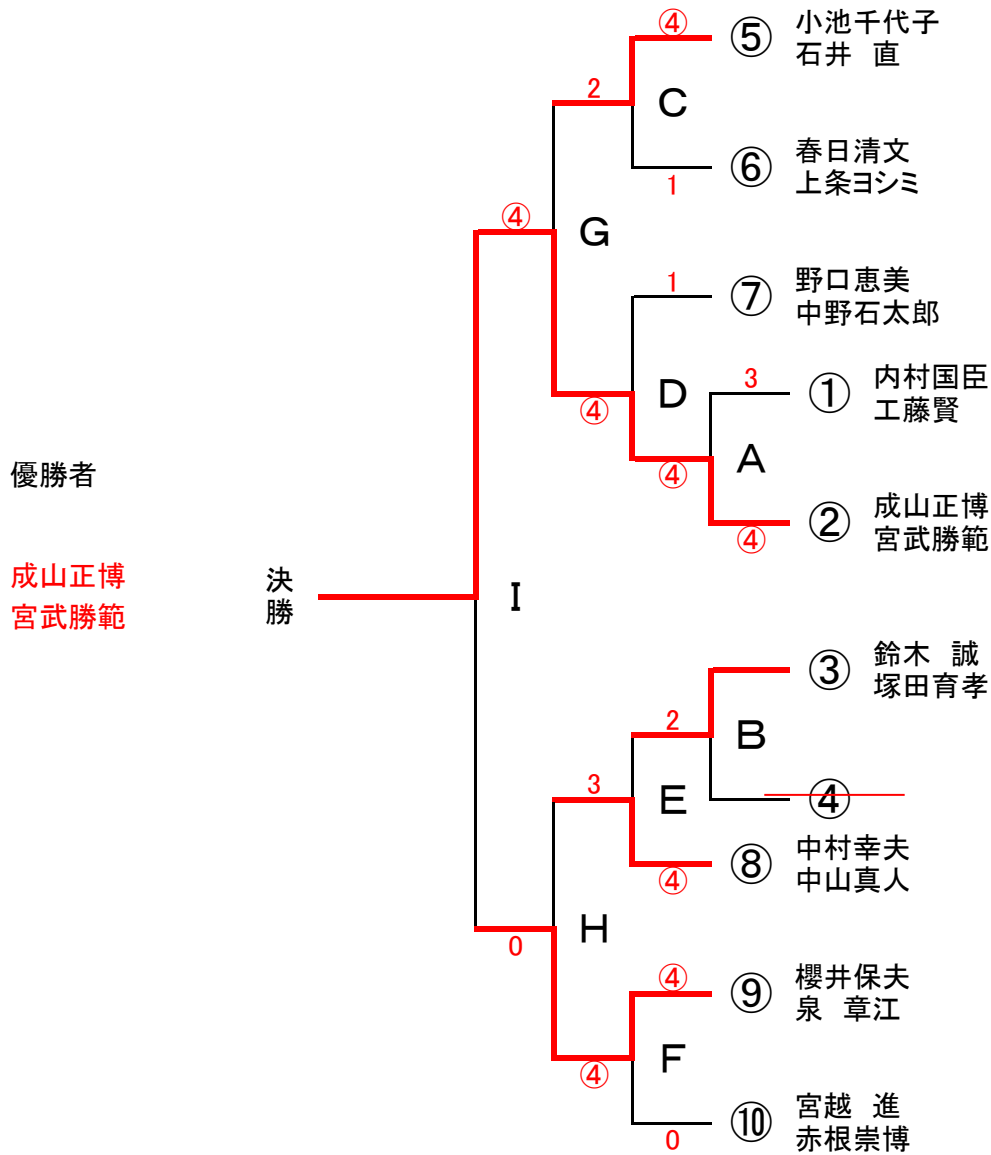 ④
⑤ 小池千代子
石井　直
2
C
⑥ 春日清文
上条ヨシミ
1
④
G
1
⑦ 野口恵美
中野石太郎
3
① 内村国臣
工藤賢
D
④
A
④
② 成山正博
宮武勝範
④
優勝者
成山正博
宮武勝範
決勝
I
③ 鈴木　誠
塚田育孝
2
B
3
E
④
⑧ 中村幸夫
中山真人
④
H
0
④
⑨ 櫻井保夫
泉　章江
F
④
⑩ 宮越　進
赤根崇博
0